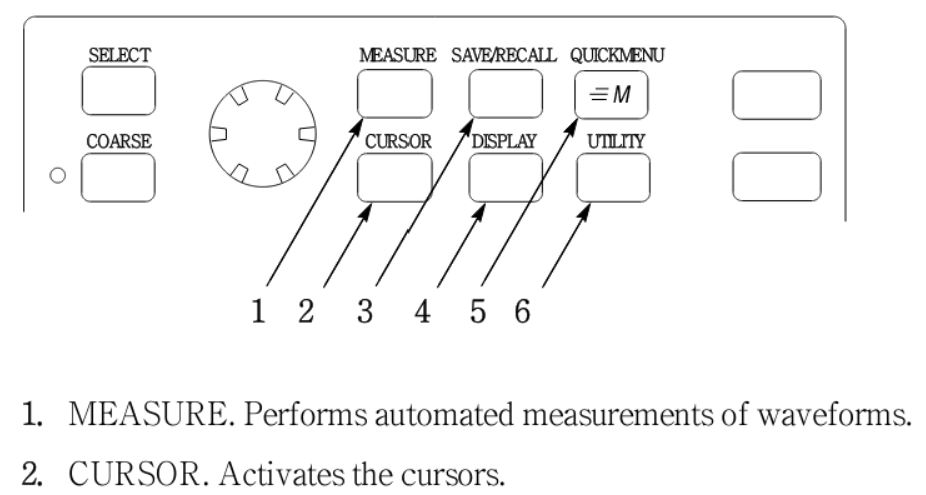 SELECT MEASURE SAVE/RECALL QUICKMENU
M
COARSE CURSOR DISPLAY UTILITY
1 2 3 4 5 6
1. MEASURE. Performs automated measurements of waveforms.
2. CURSOR. Activates the cursors.